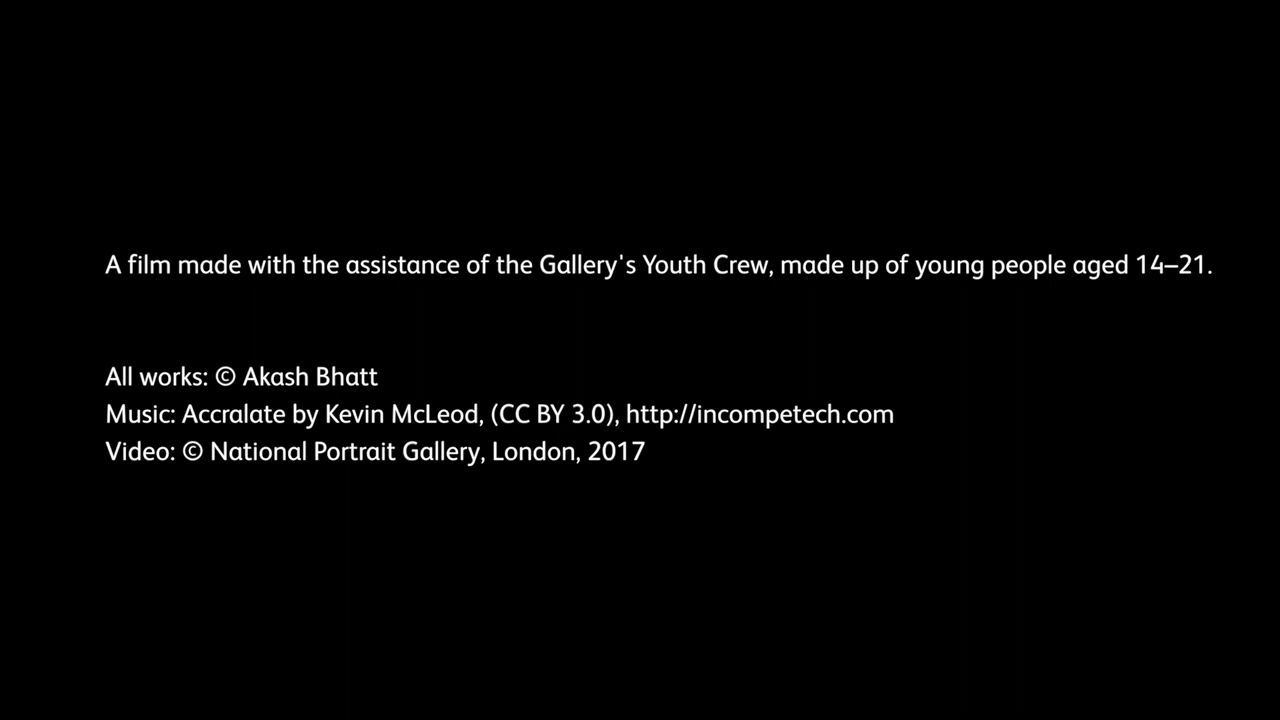 A film made with the assistance of the Gallery's Youth Crew, made up of young people aged 14–21.
All works: © Akash Bhatt
Music: Accralate by Kevin McLeod, (CC BY 3.0), http://incompetech.com
Video: © National Portrait Gallery, London, 2017